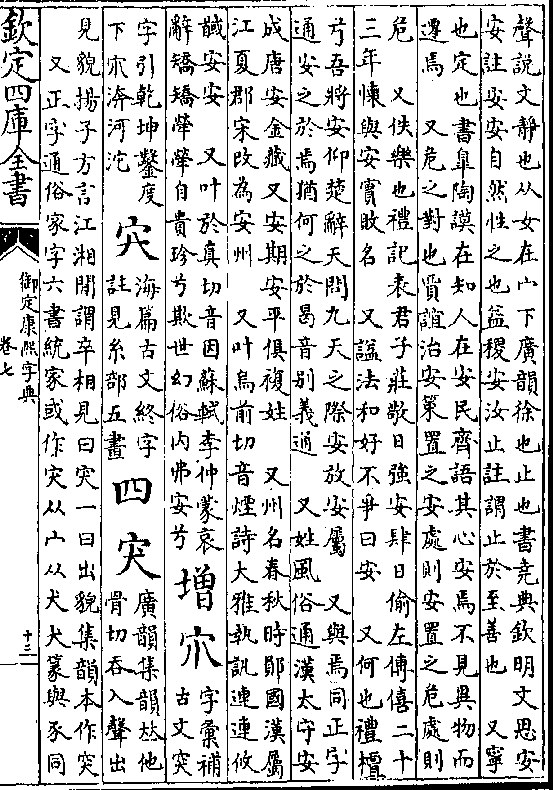 聲說文靜也从女在宀下廣韻徐也止也書堯典欽明文思安
安註安安自然性之也益稷安汝止註謂止於至善也　又寧
也定也書臯陶謨在知人在安民齊語其心安焉不見異物而
遷焉　又危之對也賈誼治安策置之安處則安置之危處則
危　又佚樂也禮記表君子莊敬日強安肆日偷左傳僖二十
三年懷與安實敗名　又諡法和好不爭曰安　又何也禮檀
弓吾將安仰楚辭天問九天之際安放安屬　又與焉同正字
通安之於焉猶何之於曷音別義通　又姓風俗通漢太守安
成唐安金藏又安期安平俱複姓　又州名春秋時鄖國漢屬
江夏郡宋改為安州　又叶烏前切音煙詩大雅執訊連連攸
馘安安　又叶於真切音因蘇軾李仲蒙哀
辭矯矯犖犖自貴珍兮欺世幻俗內弗安兮
增㝉
字彙補
古文突
字引乾坤鑿度
下㝉渀河沱
㝐
海篇古文終字
註見糸部五畫
四
宊
廣韻集韻𠀤他
骨切吞入聲出
見貌揚子方言江湘間謂卒相見曰宊一曰出貌集韻本作突
又正字通俗家字六書統家或作宊从宀从犬犬篆與豕同
欽定四庫全書
御定康熙字典
卷七
十三